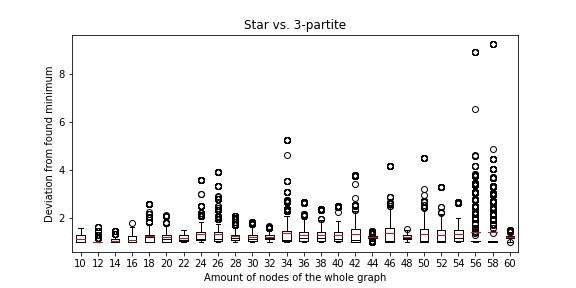 Star vs. 3-partite
Deviation from found minimum
8
6
4
2
10 12 14 16 18 20 22 24 26 28 30 32 34 36 38 40 42 44 46 48 50 52 54 56 58 60
Amount of nodes of the whole graph